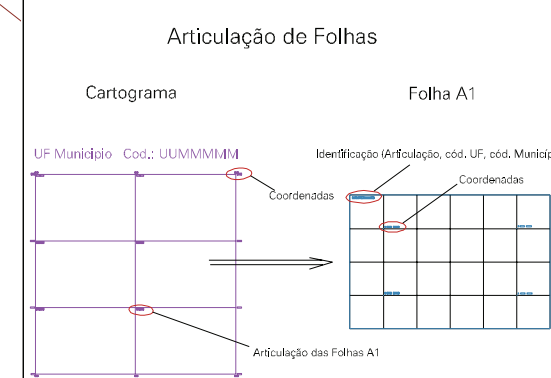 Articulação de Folhas
Cartograma
Folha A1
UF Municipio Cod.: UUMMMMM
Identificação (Articulação, cód. UF, cód. Municíp
Coordenadas
Coordenadas
Articulação das Folhas A1